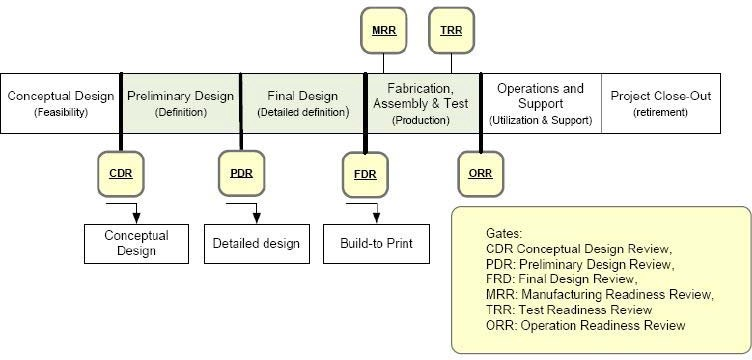 MRR
TRR
Conceptual Design
(Feasibility)
Preliminary Design
(Definition)
Final Design
(Detailed definition)
Fabrication,
Assembly & Test
(Production)
Operations and
Support
(Utilization & Support)
Project Close-Out
(retirement)
CDR
PDR
FDR
ORR
Conceptual
Design
Detailed design
Build-to Print
Gates:
CDR Conceptual Design Review,
PDR: Preliminary Design Review,
FRD: Final Design Review,
MRR: Manufacturing Readiness Review,
TRR: Test Readiness Review
ORR: Operation Readiness Review